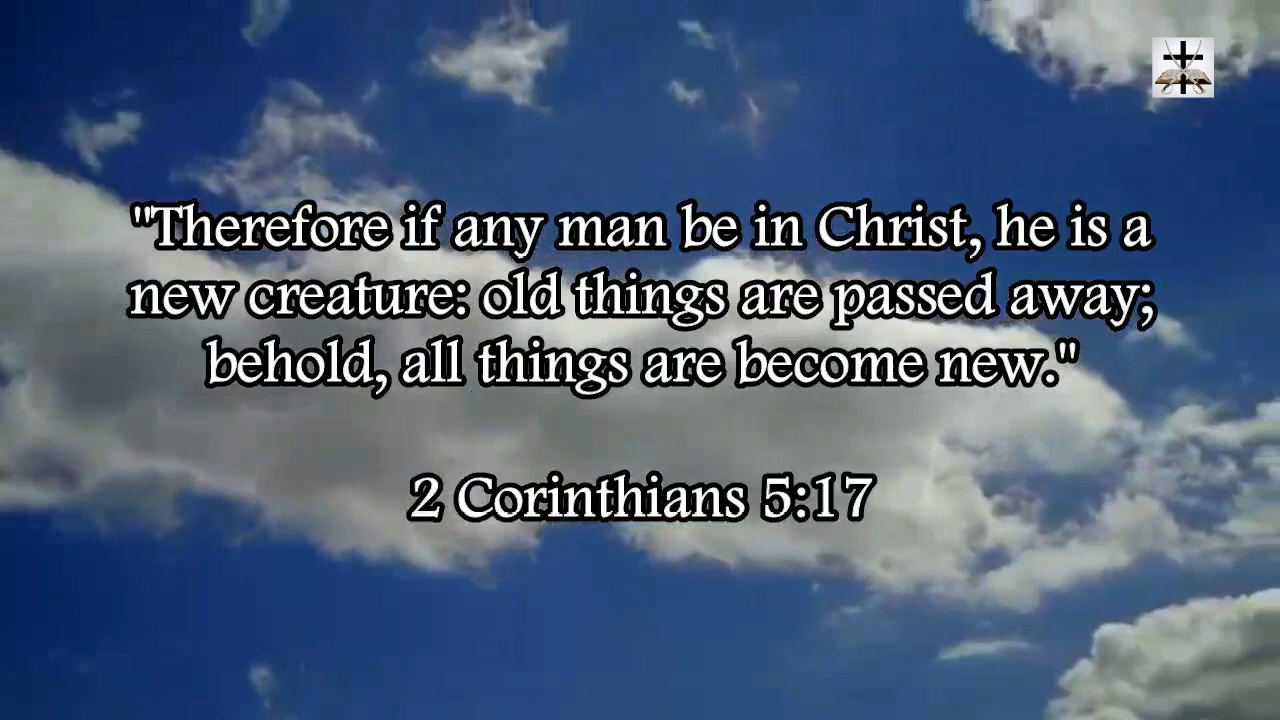 "Therefore if any man be in Christ, he is a
new creature: old things are passed away;
behold, all things are become new."
2 Corinthians 5:17